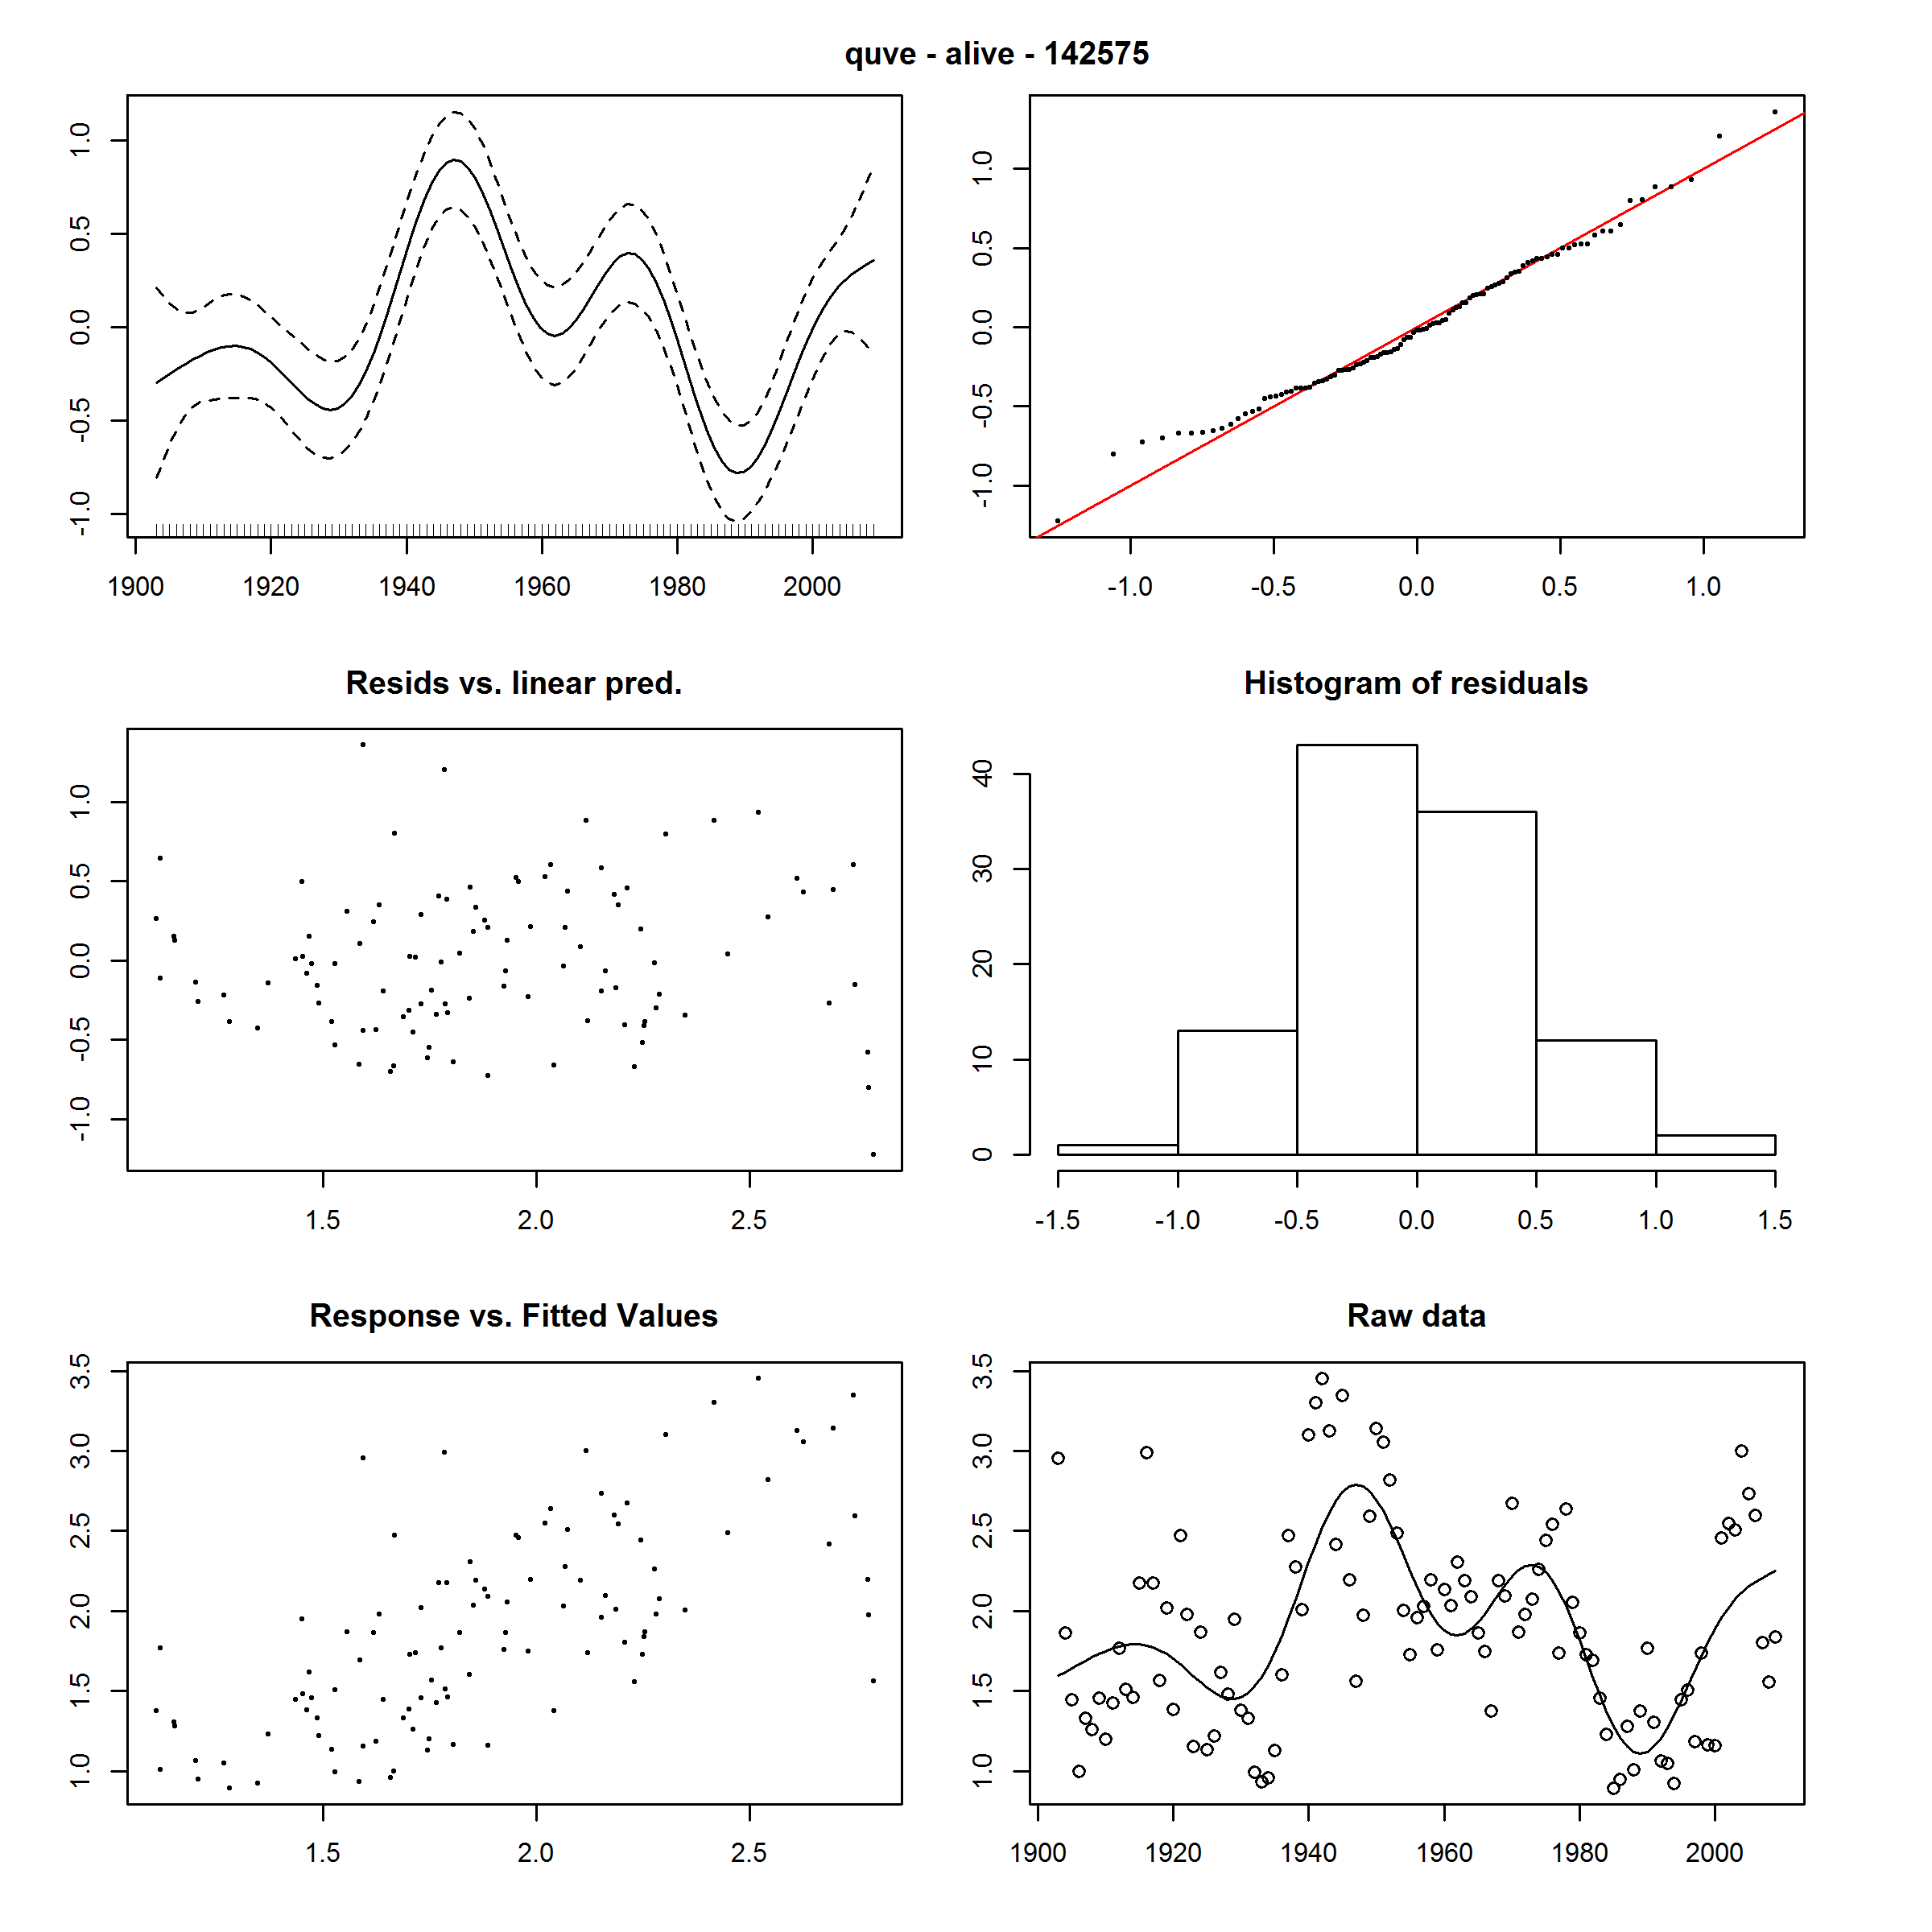 quve - alive - 142575
1.0
0.5
0.0
-0.5
-1.0
1900 1920 1940 1960 1980 2000
1.0
0.5
0.0
-0.5
-1.0
-1.0 -0.5 0.0 0.5 1.0
Resids vs. linear pred.
1.0
0.5
0.0
-0.5
-1.0
1.5 2.0 2.5
Histogram of residuals
40
30
20
10
0
-1.5 -1.0 -0.5 0.0 0.5 1.0 1.5
Response vs. Fitted Values
3.5
3.0
2.5
2.0
1.5
1.0
1.5 2.0 2.5
Raw data
3.5
3.0
2.5
2.0
1.5
1.0
1900 1920 1940 1960 1980 2000